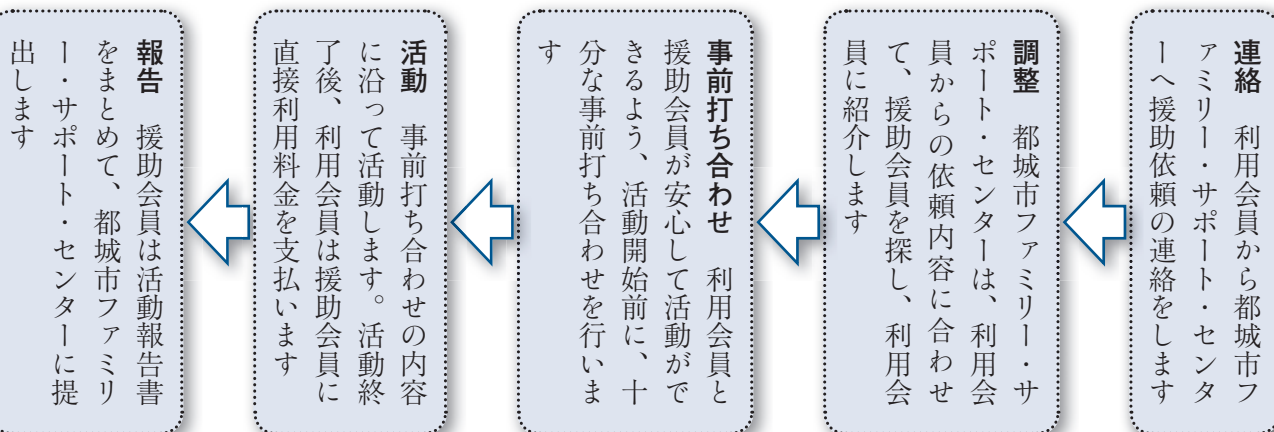 連絡　利用会員から都城市フ
ァミリー・サポート・センタ
ーへ援助依頼の連絡をします
調整　都城市ファミリー・サ
ポート・センターは、利用会
員からの依頼内容に合わせ
て、援助会員を探し、利用会
員に紹介します
事前打ち合わせ　利用会員と
援助会員が安心して活動がで
きるよう、活動開始前に、十
分な事前打ち合わせを行いま
す
活動　事前打ち合わせの内容
に沿って活動します。活動終
了後、利用会員は援助会員に
直接利用料金を支払います
報告　援助会員は活動報告書
をまとめて、都城市ファミリ
ー・サポート・センターに提
出します